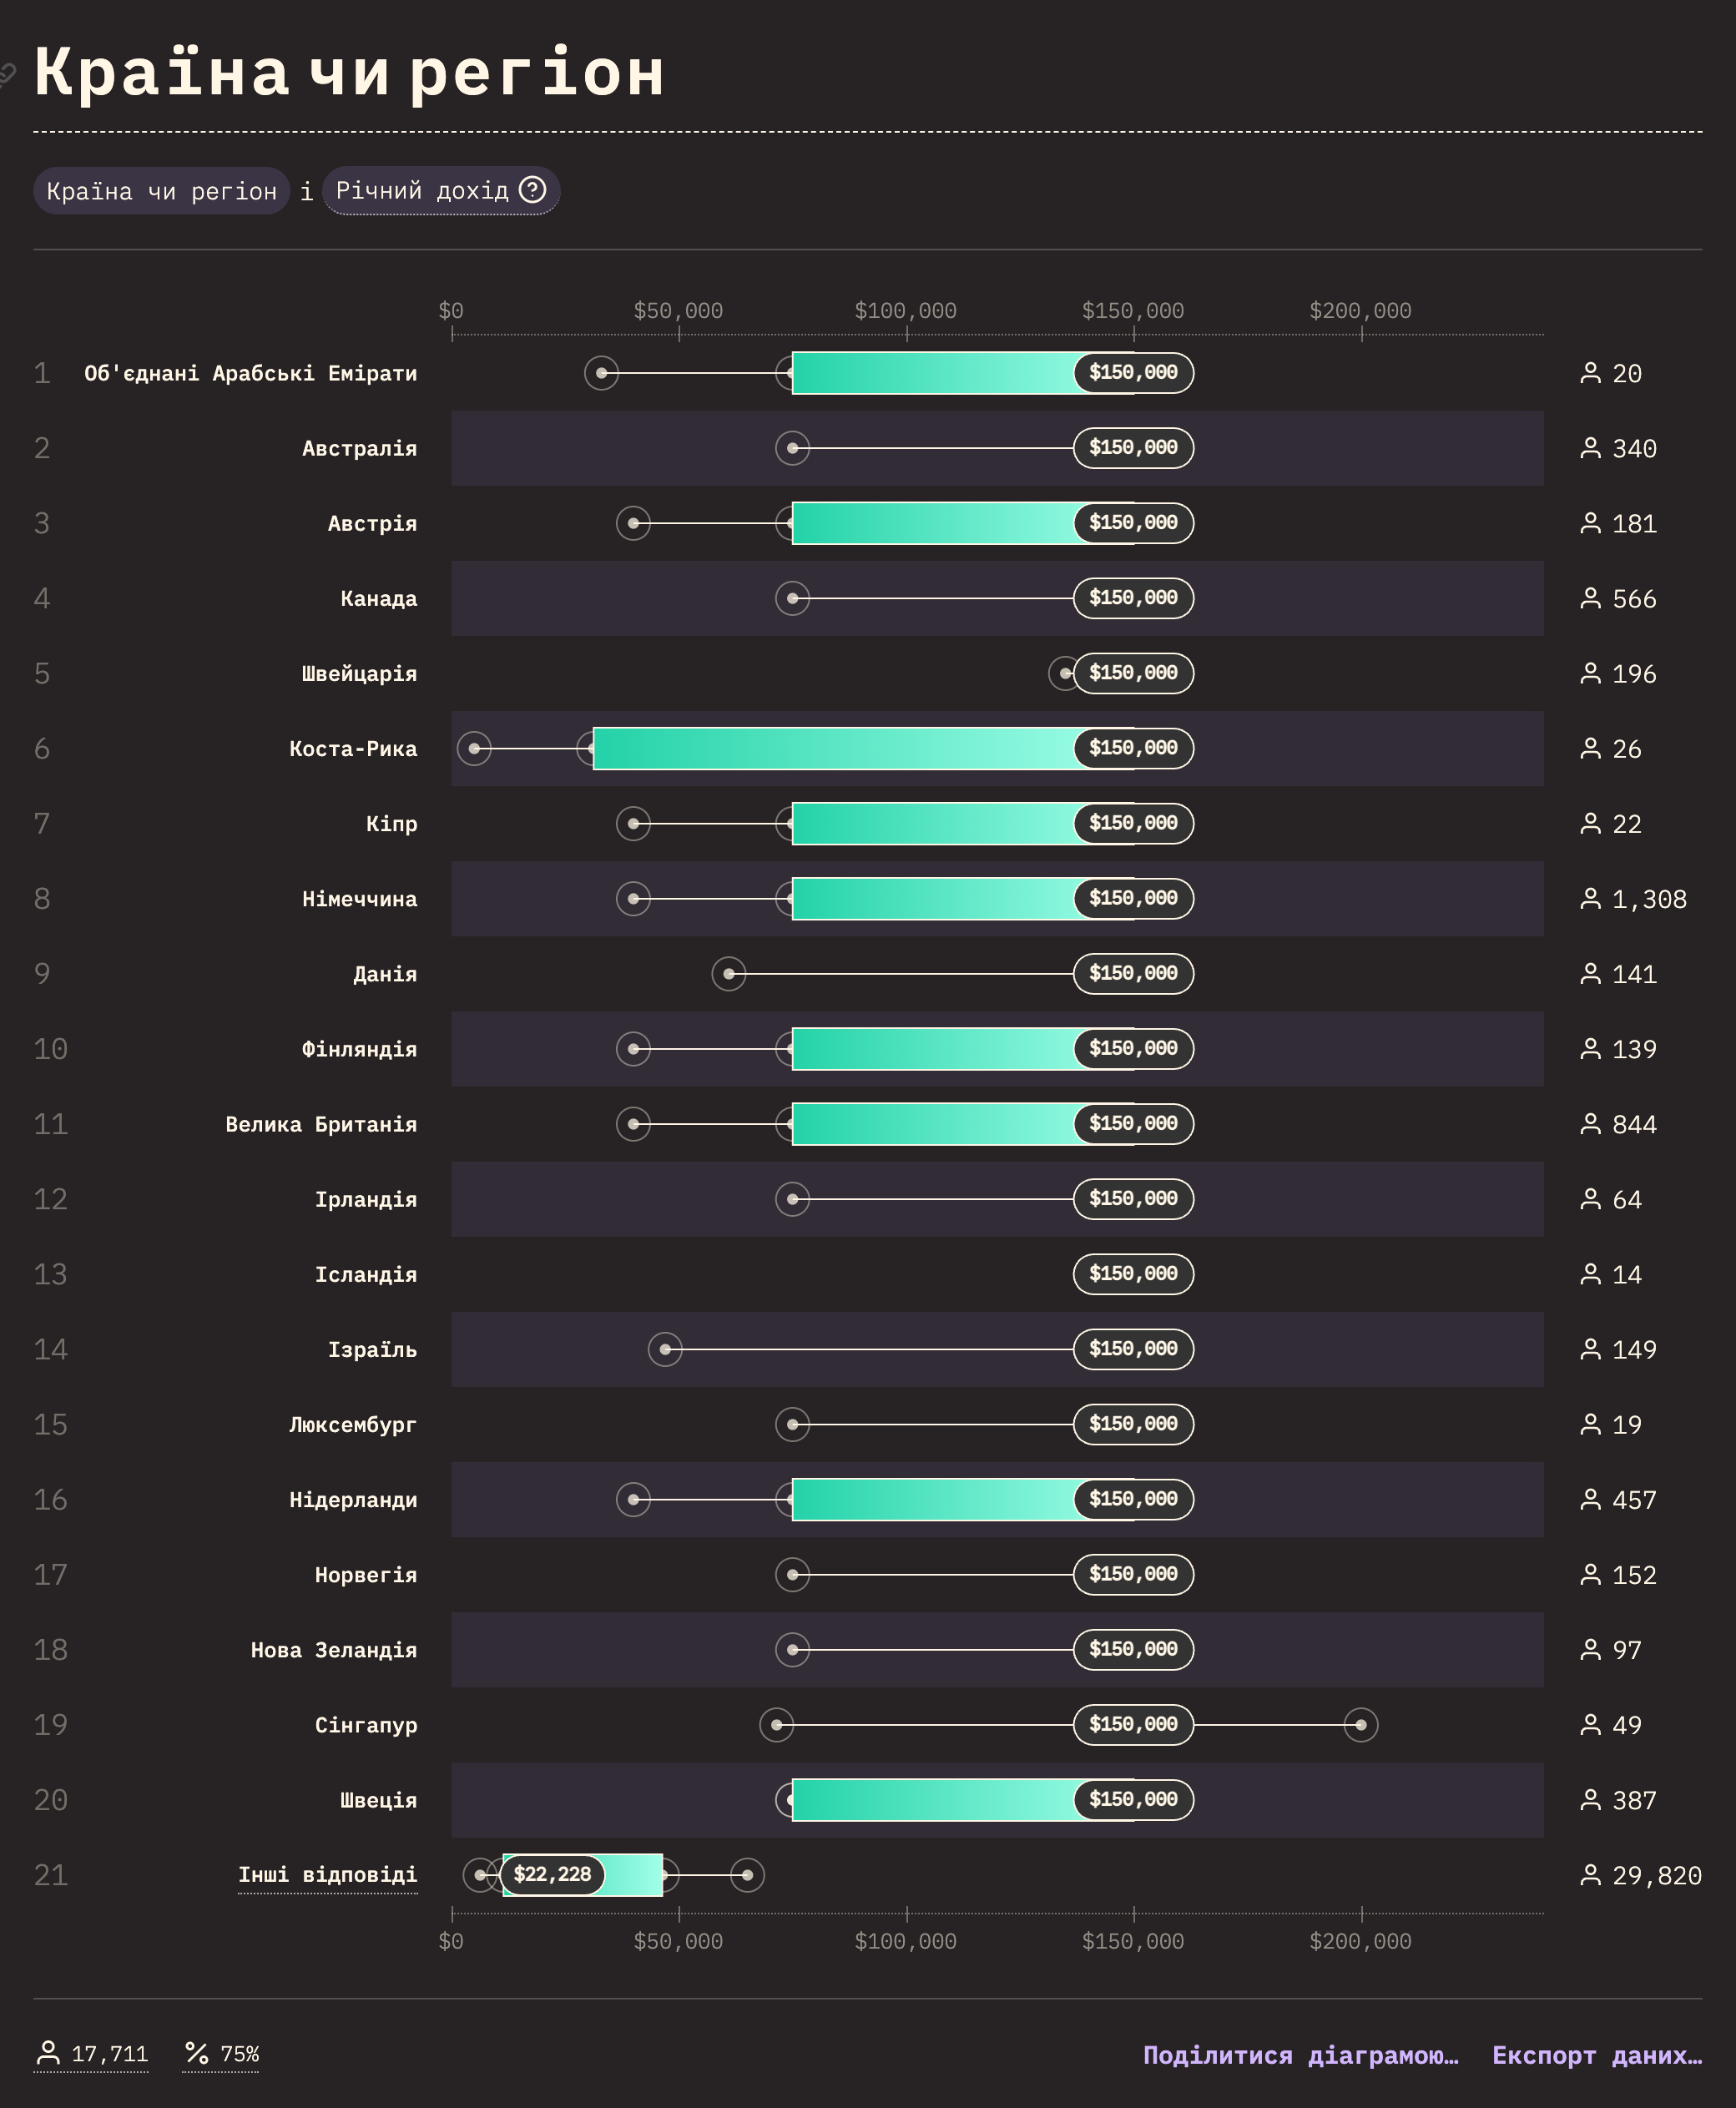 Країна чи регіон
Країна чи регіон і Річний дохід ?
$0 $50,000 $100,000 $150,000 $200,000
1 Об'єднані Арабські Емірати $150,000 20
2 Австралія $150,000 340
3 Австрія $150,000 181
4 Канада $150,000 566
5 Швейцарія $150,000 196
6 Коста-Рика $150,000 26
7 Кіпр $150,000 22
8 Німеччина $150,000 1,308
9 Данія $150,000 141
10 Фінляндія $150,000 139
11 Велика Британія $150,000 844
12 Ірландія $150,000 64
13 Ісландія $150,000 14
14 Ізраїль $150,000 149
15 Люксембург $150,000 19
16 Нідерланди $150,000 457
17 Норвегія $150,000 152
18 Нова Зеландія $150,000 97
19 Сінгапур $150,000 49
20 Швеція $150,000 387
21 Інші відповіді $22,228 29,820
$0 $50,000 $100,000 $150,000 $200,000
17,711 % 75% Поділитися діаграмою… Експорт даних…